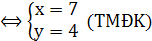 ⇔ {x = 7
y = 4 (TMĐK)